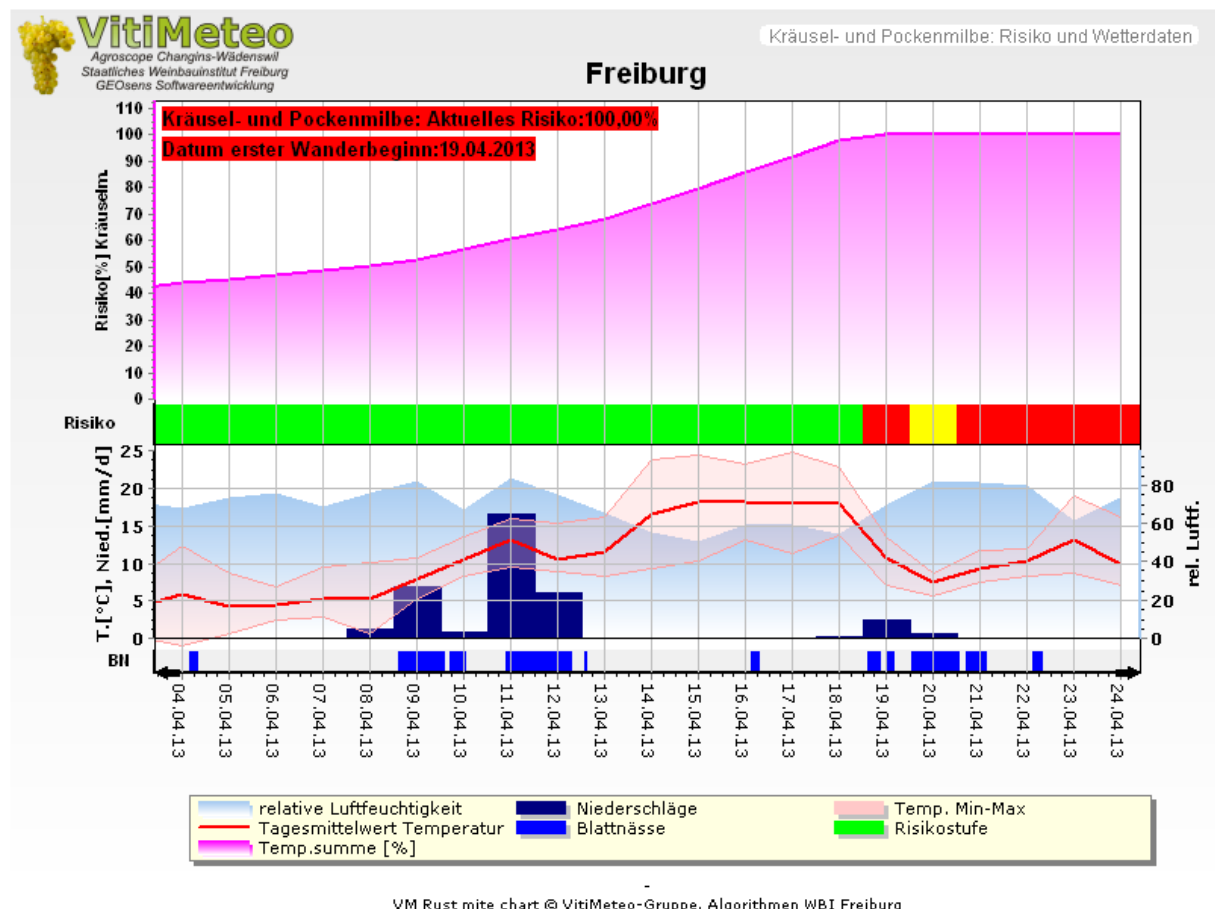 VitiMeteo
Agroscope Changins-Wädenswil
Staatliches Weinbauinstitut Freiburg
GEOsens Softwareentwicklung
Kräusel- und Pockenmilbe: Risiko und Wetterdaten
Freiburg
Kräusel- und Pockenmilbe: Aktuelles Risiko:100,00%
Datum erster Wanderbeginn:19.04.2013
Risiko[%] Kräuselm.
110
100
90
80
70
60
50
40
30
20
10
0
Risiko
T.[°C], Nied.[mm/d]
25
20
15
10
5
0
80
60
40
20
0
rel. Luftf.
BN
04.04.13
05.04.13
06.04.13
07.04.13
08.04.13
09.04.13
10.04.13
11.04.13
12.04.13
13.04.13
14.04.13
15.04.13
16.04.13
17.04.13
18.04.13
19.04.13
20.04.13
21.04.13
22.04.13
23.04.13
24.04.13
relative Luftfeuchtigkeit
Niederschläge
Temp. Min-Max
Tagesmittelwert Temperatur
Blattnässe
Risikostufe
Temp.summe [%]
-
VM Rust mite chart © VitiMeteo-Gruppe, Algorithmen WBI Freiburg